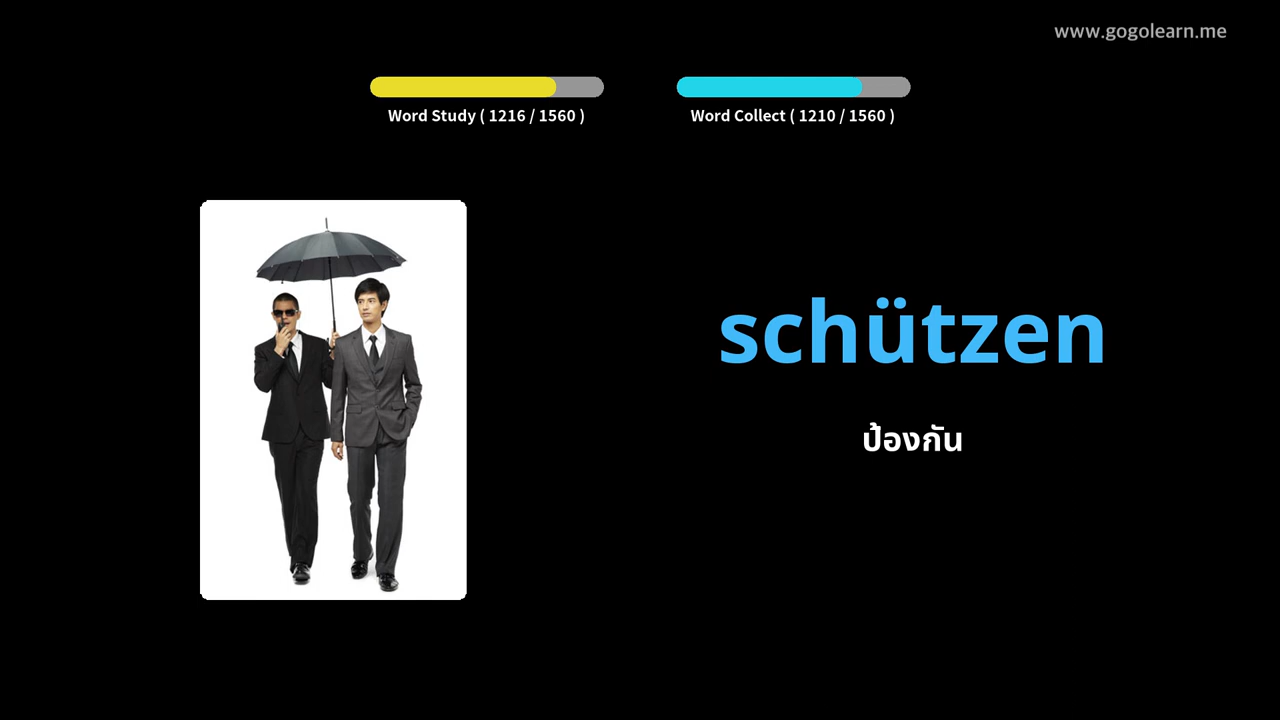 www.gogolearn.me
Word Study ( 1216 / 1560 )
Word Collect ( 1210 / 1560 )
schützen
ป้องกัน